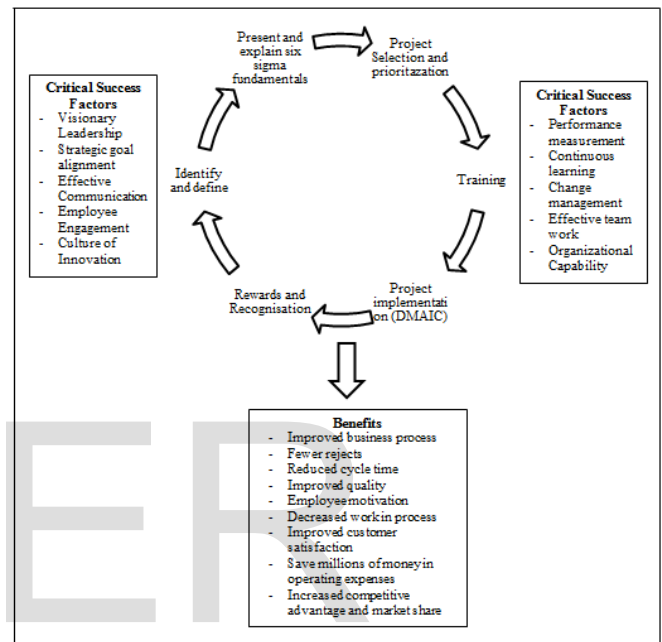 Present and
explain six
sigma
fundamentals
Project
Selection and
prioritazation
Critical Success
Factors
- Visionary
Leadership
- Strategic goal
alignment
- Effective
Communication
- Employee
Engagement
- Culture of
Innovation
Identify
and define
Training
Critical Success
Factors
- Performance
measurement
- Continuous
learning
- Change
management
- Effective team
work
- Organizational
Capability
Rewards and
Recognisation
Project
implementati
on (DMAIC)
Benefits
- Improved business process
- Fewer rejects
- Reduced cycle time
- Improved quality
- Employee motivation
- Decreased work in process
- Improved customer
satisfaction
- Save millions of money in
operating expenses
- Increased competitive
advantage and market share
ER